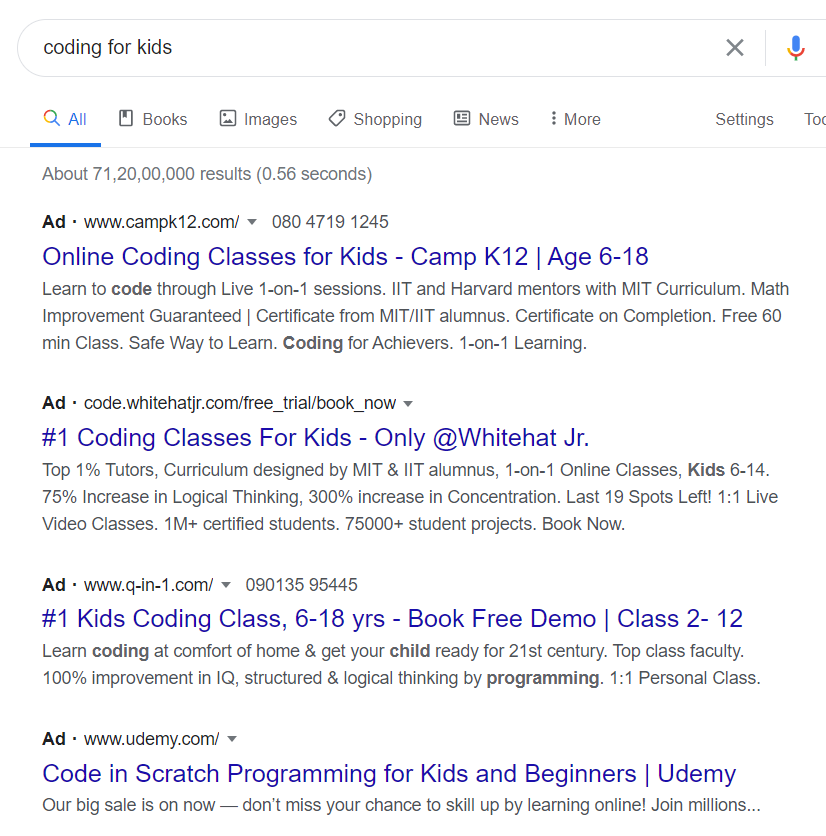 coding for kids
All Books Images Shopping News More Settings
About 71,20,00,000 results (0.56 seconds)
Ad · www.campk12.com/ 080 4719 1245
Online Coding Classes for Kids - Camp K12 | Age 6-18
Learn to code through Live 1-on-1 sessions. IIT and Harvard mentors with MIT Curriculum. Math
Improvement Guaranteed | Certificate from MIT/IIT alumnus. Certificate on Completion. Free 60
min Class. Safe Way to Learn. Coding for Achievers. 1-on-1 Learning.
Ad · code.whitehatjr.com/free_trial/book_now
#1 Coding Classes For Kids - Only @Whitehat Jr.
Top 1% Tutors, Curriculum designed by MIT & IIT alumnus, 1-on-1 Online Classes, Kids 6-14.
75% Increase in Logical Thinking, 300% increase in Concentration. Last 19 Spots Left! 1:1 Live
Video Classes. 1M+ certified students. 75000+ student projects. Book Now.
Ad · www.q-in-1.com/ 090135 95445
#1 Kids Coding Class, 6-18 yrs - Book Free Demo | Class 2- 12
Learn coding at comfort of home & get your child ready for 21st century. Top class faculty.
100% improvement in IQ, structured & logical thinking by programming. 1:1 Personal Class.
Ad · www.udemy.com/
Code in Scratch Programming for Kids and Beginners | Udemy
Our big sale is on now — don’t miss your chance to skill up by learning online! Join millions...